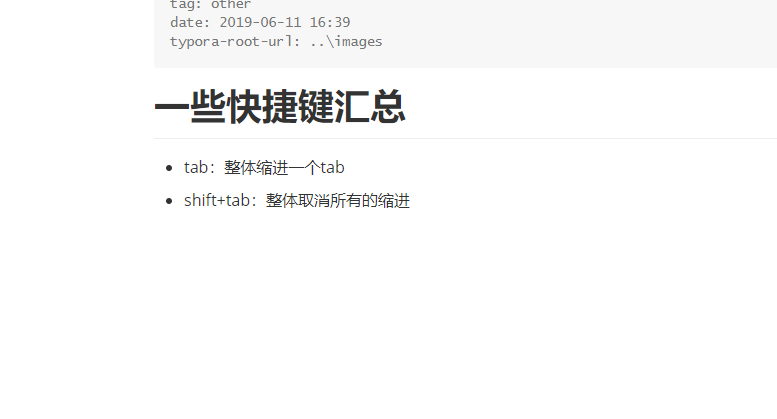 tag: other
date: 2019-06-11 16:39
typora-root-url: ..\images
一些快捷键汇总
tab：整体缩进一个tab
shift+tab：整体取消所有的缩进